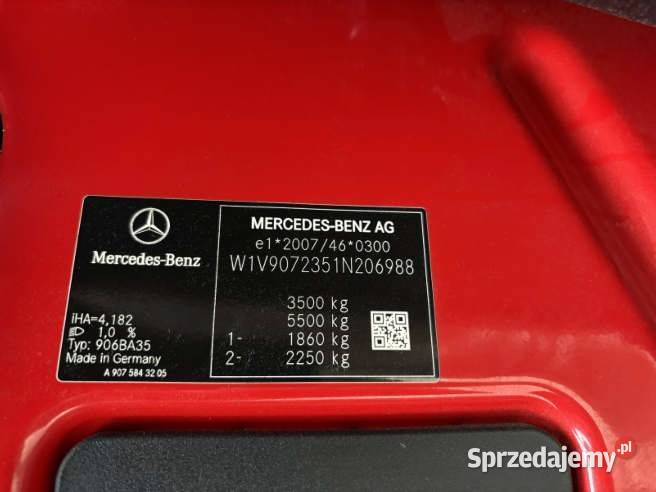 Mercedes-Benz
iHA=4,182
1,0 %
Typ: 906BA35
Made in Germany
A 907 584 32 05
MERCEDES-BENZ AG
e1*2007/46*0300
W1V9072351N206988
3500 kg
5500 kg
1- 1860 kg
2- 2250 kg
Sprzedajemy.pl